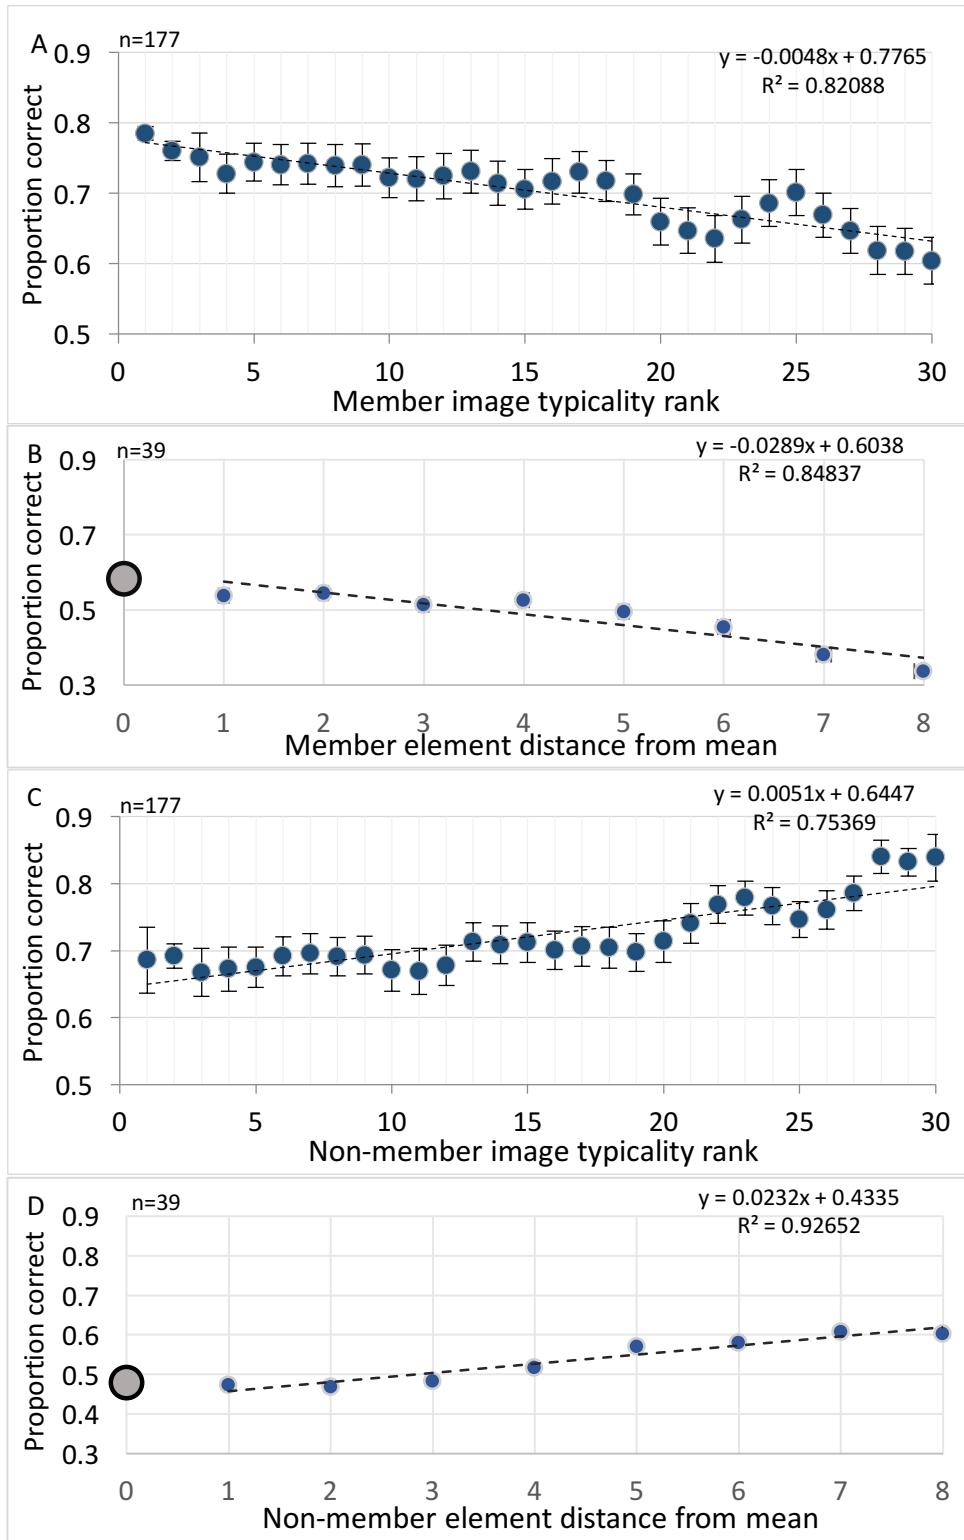 A
n=177
y = -0.0048x + 0.7765
R² = 0.82088
0.9
0.8
0.7
0.6
0.5
Proportion correct
0 5 10 15 20 25 30
Member image typicality rank
B
n=39
y = -0.0289x + 0.6038
R² = 0.84837
0.9
0.7
0.5
0.3
Proportion correct
0 1 2 3 4 5 6 7 8
Member element distance from mean
C
n=177
y = 0.0051x + 0.6447
R² = 0.75369
0.9
0.8
0.7
0.6
0.5
Proportion correct
0 5 10 15 20 25 30
Non-member image typicality rank
D
n=39
y = 0.0232x + 0.4335
R² = 0.92652
0.9
0.8
0.7
0.6
0.5
0.4
0.3
Proportion correct
0 1 2 3 4 5 6 7 8
Non-member element distance from mean